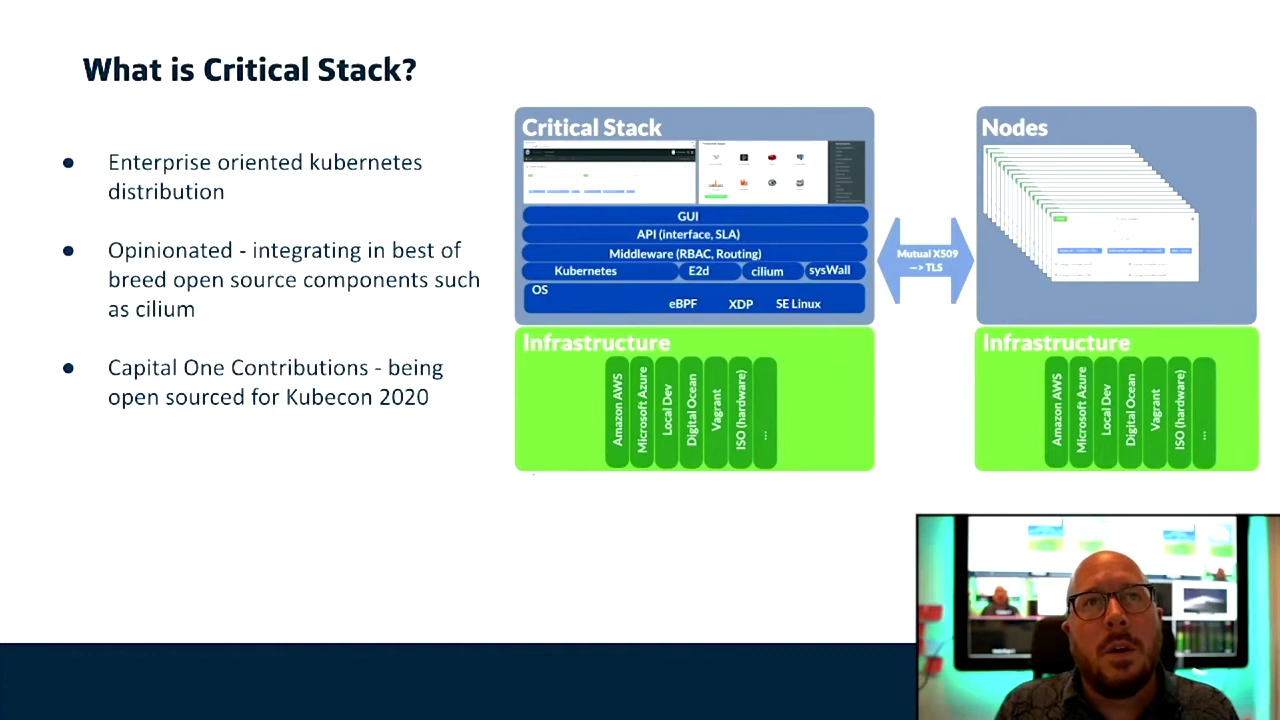 What is Critical Stack?
● Enterprise oriented kubernetes
distribution
● Opinionated - integrating in best of
breed open source components such
as cilium
● Capital One Contributions - being
open sourced for Kubecon 2020
Critical Stack
GUI
API (interface, SLA)
Middleware (RBAC, Routing)
Kubernetes E2d cilium sysWall
OS
eBPF XDP SE Linux
Infrastructure
Amazon AWS
Microsoft Azure
Local Dev
Digital Ocean
Vagrant
ISO (hardware)
...
Mutual X509
—> TLS
Nodes
Infrastructure
Amazon AWS
Microsoft Azure
Local Dev
Digital Ocean
Vagrant
ISO (hardware)
...